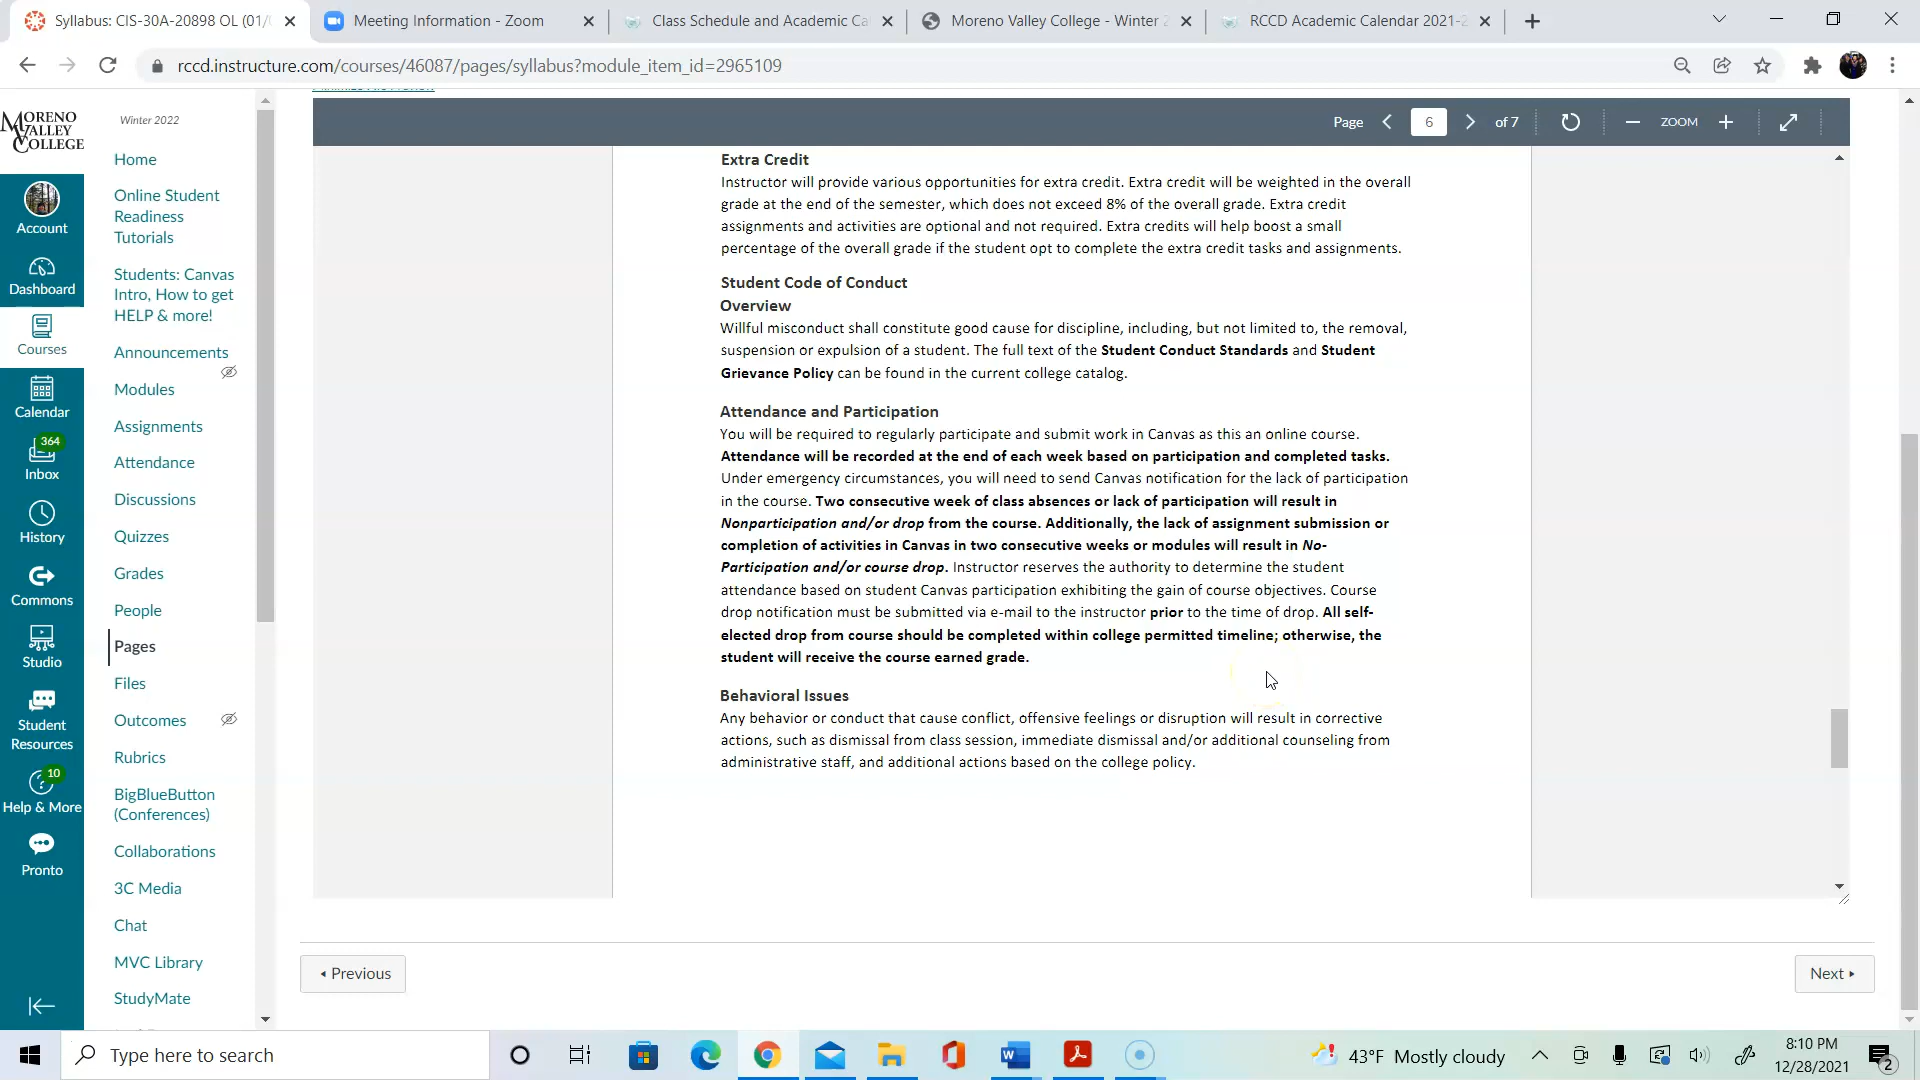 Syllabus: CIS-30A-20898 OL (01/
Meeting Information - Zoom
Class Schedule and Academic Ca
Moreno Valley College - Winter 2
RCCD Academic Calendar 2021-2
rccd.instructure.com/courses/46087/pages/syllabus?module_item_id=2965109
MORENO
VALLEY
COLLEGE
Account
Dashboard
Courses
Calendar
364
Inbox
History
Commons
Studio
Student
Resources
10
Help & More
Pronto
Winter 2022
Home
Online Student
Readiness
Tutorials
Students: Canvas
Intro, How to get
HELP & more!
Announcements
Modules
Assignments
Attendance
Discussions
Quizzes
Grades
People
Pages
Files
Outcomes
Rubrics
BigBlueButton
(Conferences)
Collaborations
3C Media
Chat
MVC Library
StudyMate
Page 6 of 7 ZOOM
Extra Credit
Instructor will provide various opportunities for extra credit. Extra credit will be weighted in the overall
grade at the end of the semester, which does not exceed 8% of the overall grade. Extra credit
assignments and activities are optional and not required. Extra credits will help boost a small
percentage of the overall grade if the student opt to complete the extra credit tasks and assignments.
Student Code of Conduct
Overview
Willful misconduct shall constitute good cause for discipline, including, but not limited to, the removal,
suspension or expulsion of a student. The full text of the Student Conduct Standards and Student
Grievance Policy can be found in the current college catalog.
Attendance and Participation
You will be required to regularly participate and submit work in Canvas as this an online course.
Attendance will be recorded at the end of each week based on participation and completed tasks.
Under emergency circumstances, you will need to send Canvas notification for the lack of participation
in the course. Two consecutive week of class absences or lack of participation will result in
Nonparticipation and/or drop from the course. Additionally, the lack of assignment submission or
completion of activities in Canvas in two consecutive weeks or modules will result in No-
Participation and/or course drop. Instructor reserves the authority to determine the student
attendance based on student Canvas participation exhibiting the gain of course objectives. Course
drop notification must be submitted via e-mail to the instructor prior to the time of drop. All self-
elected drop from course should be completed within college permitted timeline; otherwise, the
student will receive the course earned grade.
Behavioral Issues
Any behavior or conduct that cause conflict, offensive feelings or disruption will result in corrective
actions, such as dismissal from class session, immediate dismissal and/or additional counseling from
administrative staff, and additional actions based on the college policy.
Previous
Next
Type here to search
43°F Mostly cloudy
8:10 PM
12/28/2021
2